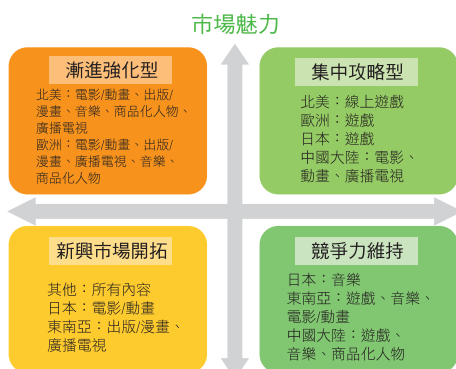 市場魅力
漸進強化型
北美：電影/動畫、出版/
漫畫、音樂、商品化人物、
廣播電視
歐洲：電影/動畫、出版/
漫畫、廣播電視、音樂、
商品化人物
集中攻略型
北美：線上遊戲
歐洲：遊戲
日本：遊戲
中國大陸：電影、
動畫、廣播電視
新興市場開拓
其他：所有內容
日本：電影/動畫
東南亞：出版/漫畫、
廣播電視
競爭力維持
日本：音樂
東南亞：遊戲、音樂、
電影/動畫
中國大陸：遊戲、
音樂、商品化人物